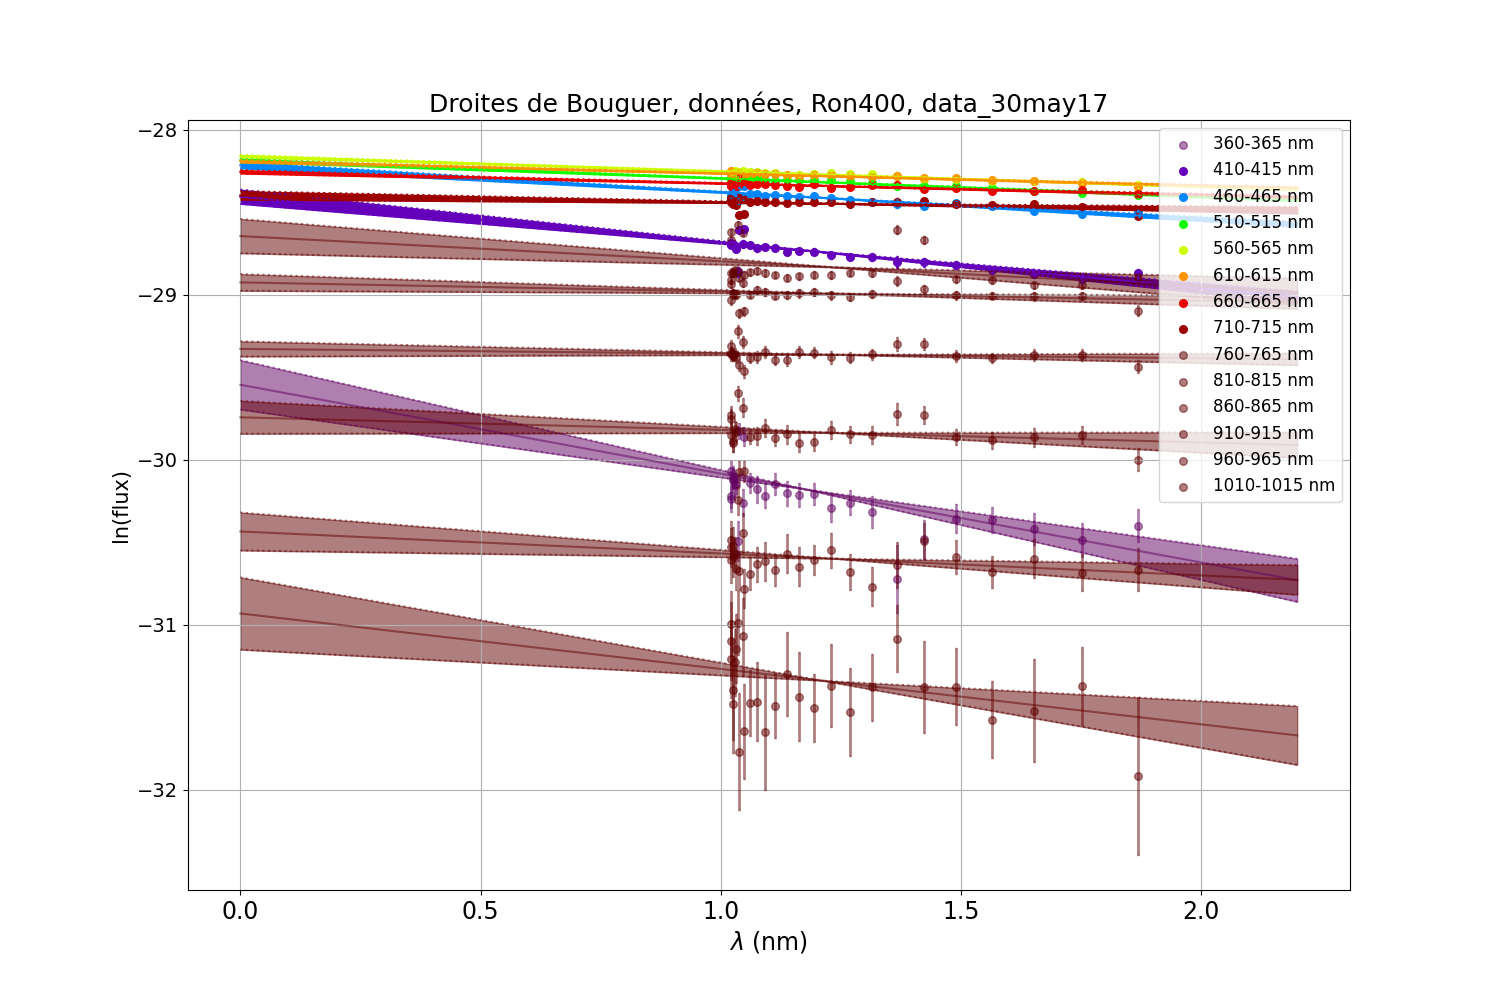 Droites de Bouguer, données, Ron400, data_30may17
−28
−29
−30
−31
−32
ln(flux)
0.0 0.5 1.0 1.5 2.0
λ (nm)
360-365 nm
410-415 nm
460-465 nm
510-515 nm
560-565 nm
610-615 nm
660-665 nm
710-715 nm
760-765 nm
810-815 nm
860-865 nm
910-915 nm
960-965 nm
1010-1015 nm